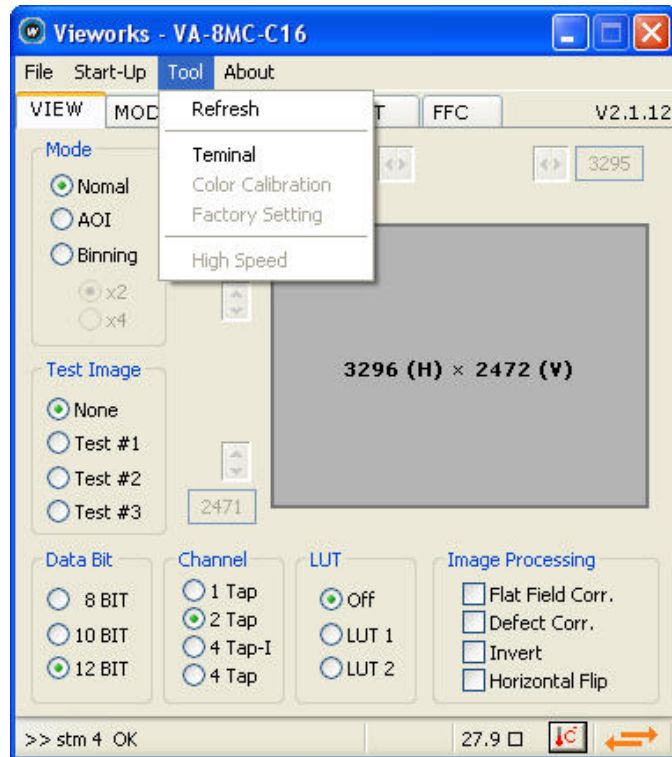 Vieworks - VA-8MC-C16
File Start-Up Tool About
VIEW MOD T FFC V2.1.12
Refresh
Teminal
Color Calibration
Factory Setting
High Speed
Mode
Nomal
AOI
Binning
x2
x4
3295
3296 (H) × 2472 (V)
Test Image
None
Test #1
Test #2
Test #3
2471
Data Bit
8 BIT
10 BIT
12 BIT
Channel
1 Tap
2 Tap
4 Tap-I
4 Tap
LUT
Off
LUT 1
LUT 2
Image Processing
Flat Field Corr.
Defect Corr.
Invert
Horizontal Flip
>> stm 4 OK 27.9 □ C